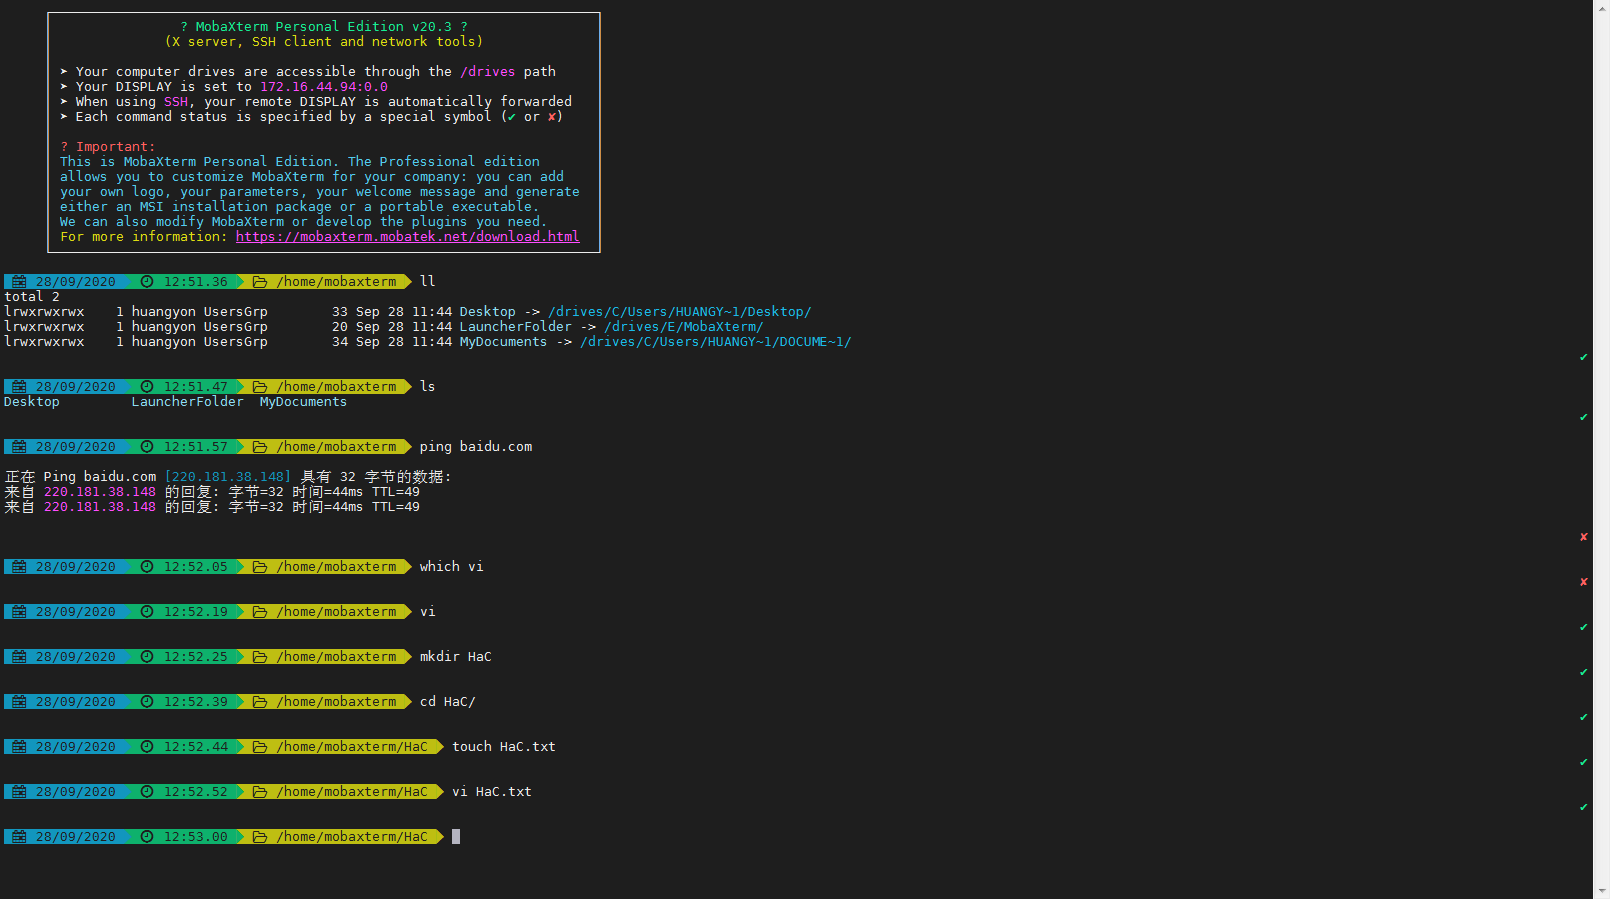 ? MobaXterm Personal Edition v20.3 ?
(X server, SSH client and network tools)
➤ Your computer drives are accessible through the /drives path
➤ Your DISPLAY is set to 172.16.44.94:0.0
➤ When using SSH, your remote DISPLAY is automatically forwarded
➤ Each command status is specified by a special symbol (✔ or ✘)
? Important:
This is MobaXterm Personal Edition. The Professional edition
allows you to customize MobaXterm for your company: you can add
your own logo, your parameters, your welcome message and generate
either an MSI installation package or a portable executable.
We can also modify MobaXterm or develop the plugins you need.
For more information: https://mobaxterm.mobatek.net/download.html
28/09/2020 12:51.36 /home/mobaxterm ll
total 2
lrwxrwxrwx 1 huangyon UsersGrp 33 Sep 28 11:44 Desktop -> /drives/C/Users/HUANGY~1/Desktop/
lrwxrwxrwx 1 huangyon UsersGrp 20 Sep 28 11:44 LauncherFolder -> /drives/E/MobaXterm/
lrwxrwxrwx 1 huangyon UsersGrp 34 Sep 28 11:44 MyDocuments -> /drives/C/Users/HUANGY~1/DOCUME~1/
✔
28/09/2020 12:51.47 /home/mobaxterm ls
Desktop LauncherFolder MyDocuments
✔
28/09/2020 12:51.57 /home/mobaxterm ping baidu.com
正在 Ping baidu.com [220.181.38.148] 具有 32 字节的数据:
来自 220.181.38.148 的回复: 字节=32 时间=44ms TTL=49
来自 220.181.38.148 的回复: 字节=32 时间=44ms TTL=49
✘
28/09/2020 12:52.05 /home/mobaxterm which vi
✘
28/09/2020 12:52.19 /home/mobaxterm vi
✔
28/09/2020 12:52.25 /home/mobaxterm mkdir HaC
✔
28/09/2020 12:52.39 /home/mobaxterm cd HaC/
✔
28/09/2020 12:52.44 /home/mobaxterm/HaC touch HaC.txt
✔
28/09/2020 12:52.52 /home/mobaxterm/HaC vi HaC.txt
✔
28/09/2020 12:53.00 /home/mobaxterm/HaC